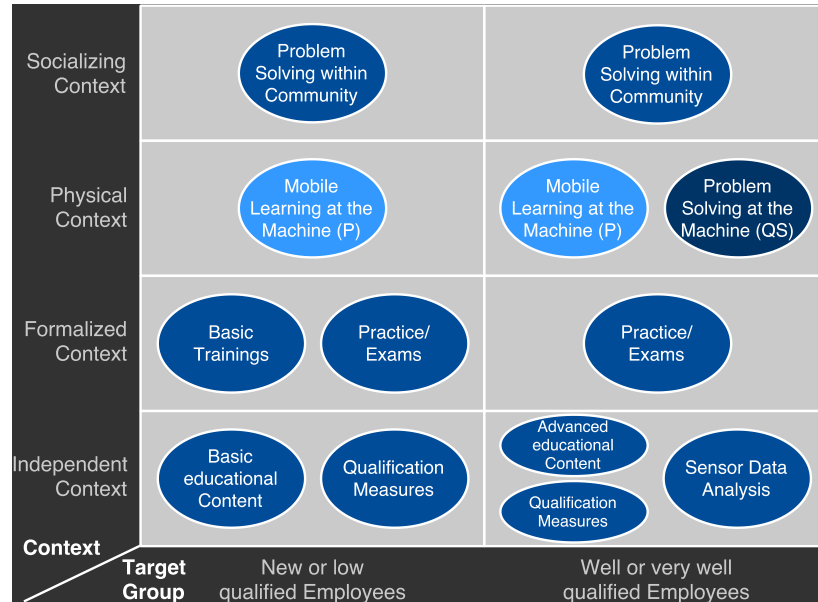 Socializing
Context
Problem
Solving within
Community
Problem
Solving within
Community
Physical
Context
Mobile
Learning at the
Machine (P)
Mobile
Learning at the
Machine (P)
Problem
Solving at the
Machine (QS)
Formalized
Context
Basic
Trainings
Practice/
Exams
Practice/
Exams
Independent
Context
Basic
educational
Content
Qualification
Measures
Advanced
educational
Content
Qualification
Measures
Sensor Data
Analysis
Context
Target
Group
New or low
qualified Employees
Well or very well
qualified Employees